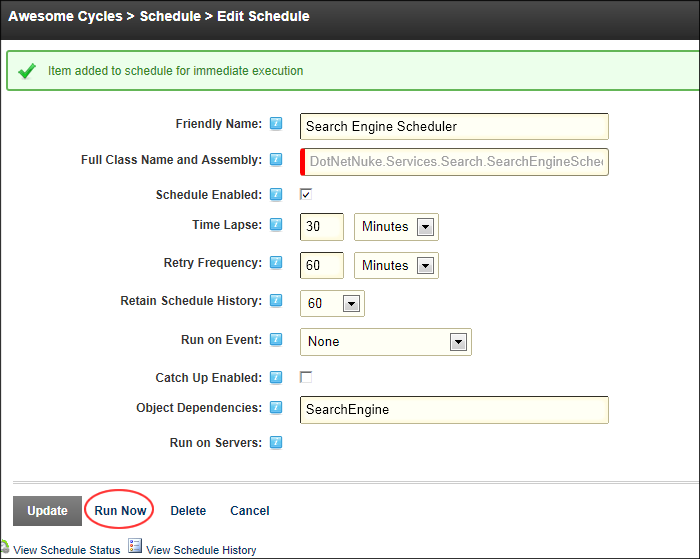 Awesome Cycles > Schedule > Edit Schedule
Item added to schedule for immediate execution
Friendly Name: Search Engine Scheduler
Full Class Name and Assembly: DotNetNuke.Services.Search.SearchEngineSched
Schedule Enabled:
Time Lapse: 30 Minutes
Retry Frequency: 60 Minutes
Retain Schedule History: 60
Run on Event: None
Catch Up Enabled:
Object Dependencies: SearchEngine
Run on Servers:
Update Run Now Delete Cancel
View Schedule Status View Schedule History